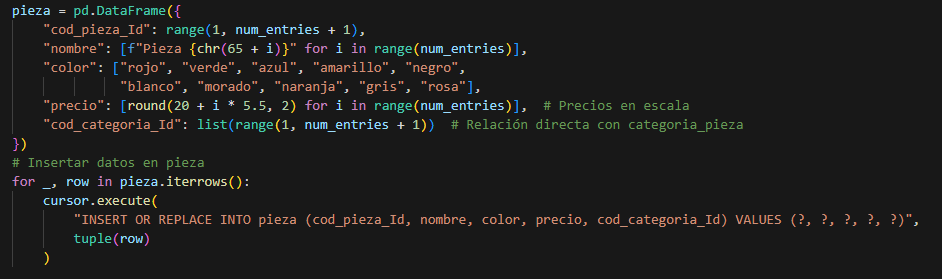 pieza = pd.DataFrame({
    "cod_pieza_Id": range(1, num_entries + 1),
    "nombre": [f"Pieza {chr(65 + i)}" for i in range(num_entries)],
    "color": ["rojo", "verde", "azul", "amarillo", "negro",
              "blanco", "morado", "naranja", "gris", "rosa"],
    "precio": [round(20 + i * 5.5, 2) for i in range(num_entries)],  # Precios en escala
    "cod_categoria_Id": list(range(1, num_entries + 1))  # Relación directa con categoria_pieza
})
# Insertar datos en pieza
for _, row in pieza.iterrows():
    cursor.execute(
        "INSERT OR REPLACE INTO pieza (cod_pieza_Id, nombre, color, precio, cod_categoria_Id) VALUES (?, ?, ?, ?, ?)",
        tuple(row)
    )